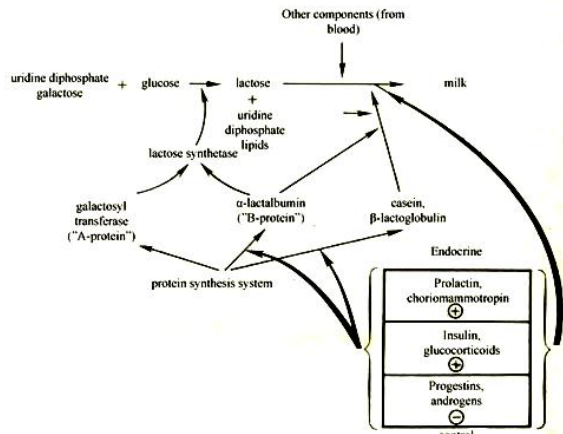 Other components (from
blood)
uridine diphosphate
galactose
+
glucose
lactose
+
uridine
diphosphate
lipids
milk
lactose synthetase
galactosyl
transferase
("A-protein")
α-lactalbumin
("B-protein")
casein,
β-lactoglobulin
protein synthesis system
Endocrine
Prolactin,
choriomammotropin
+
Insulin,
glucocorticoids
+
Progestins,
androgens
−
control